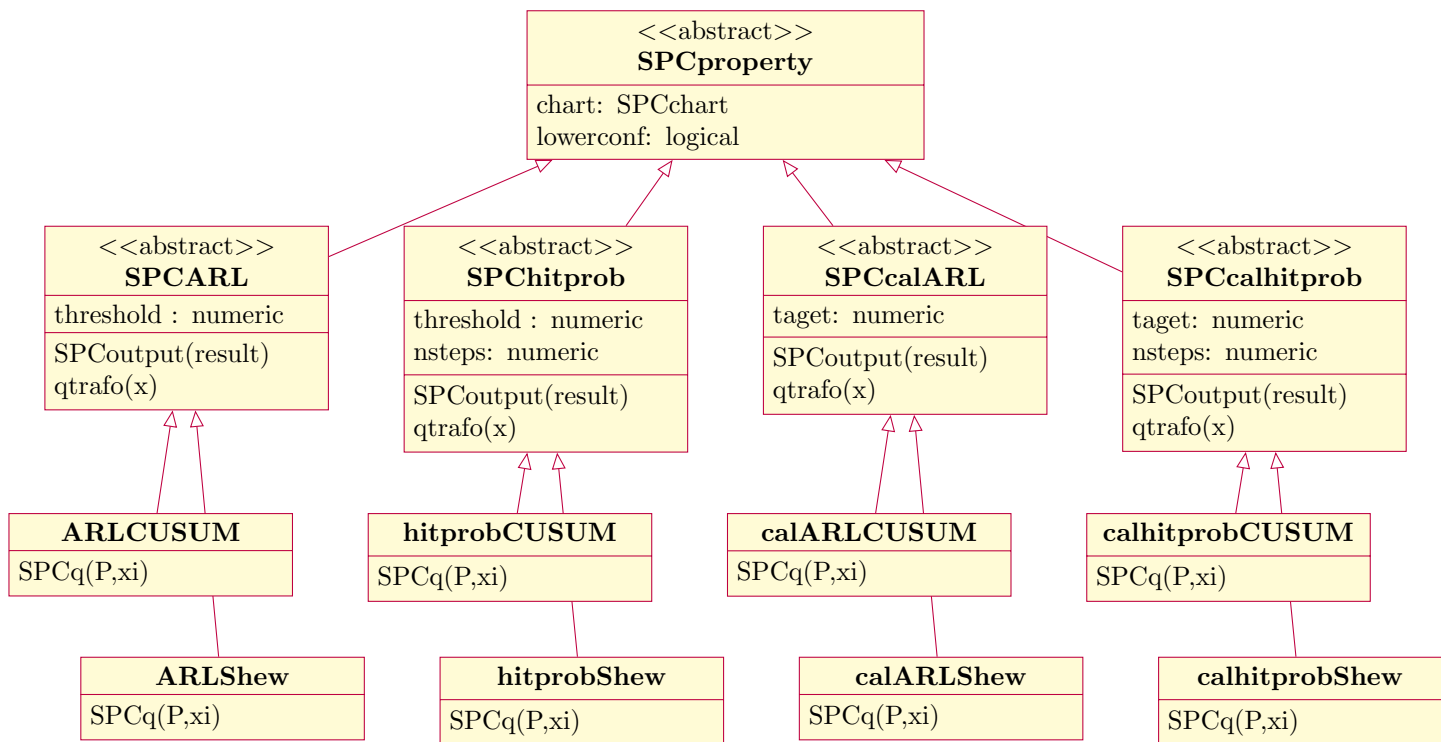 <<abstract>>
SPCproperty
chart: SPCchart
lowerconf: logical
<<abstract>>
SPCARL
threshold : numeric
SPCoutput(result)
qtrafo(x)
<<abstract>>
SPChitprob
threshold : numeric
nsteps: numeric
SPCoutput(result)
qtrafo(x)
<<abstract>>
SPCcalARL
taget: numeric
SPCoutput(result)
qtrafo(x)
<<abstract>>
SPCcalhitprob
taget: numeric
nsteps: numeric
SPCoutput(result)
qtrafo(x)
ARLCUSUM
SPCq(P,xi)
hitprobCUSUM
SPCq(P,xi)
calARLCUSUM
SPCq(P,xi)
calhitprobCUSUM
SPCq(P,xi)
ARLShew
SPCq(P,xi)
hitprobShew
SPCq(P,xi)
calARLShew
SPCq(P,xi)
calhitprobShew
SPCq(P,xi)